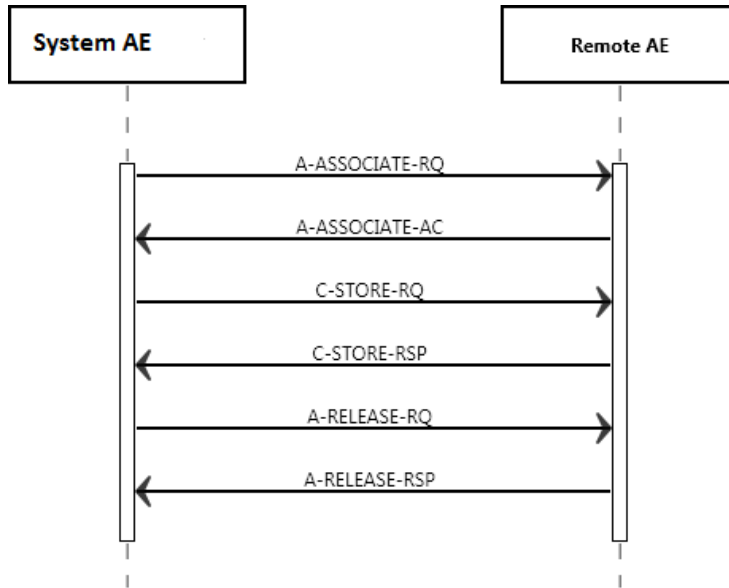 System AE
Remote AE
A-ASSOCIATE-RQ
A-ASSOCIATE-AC
C-STORE-RQ
C-STORE-RSP
A-RELEASE-RQ
A-RELEASE-RSP